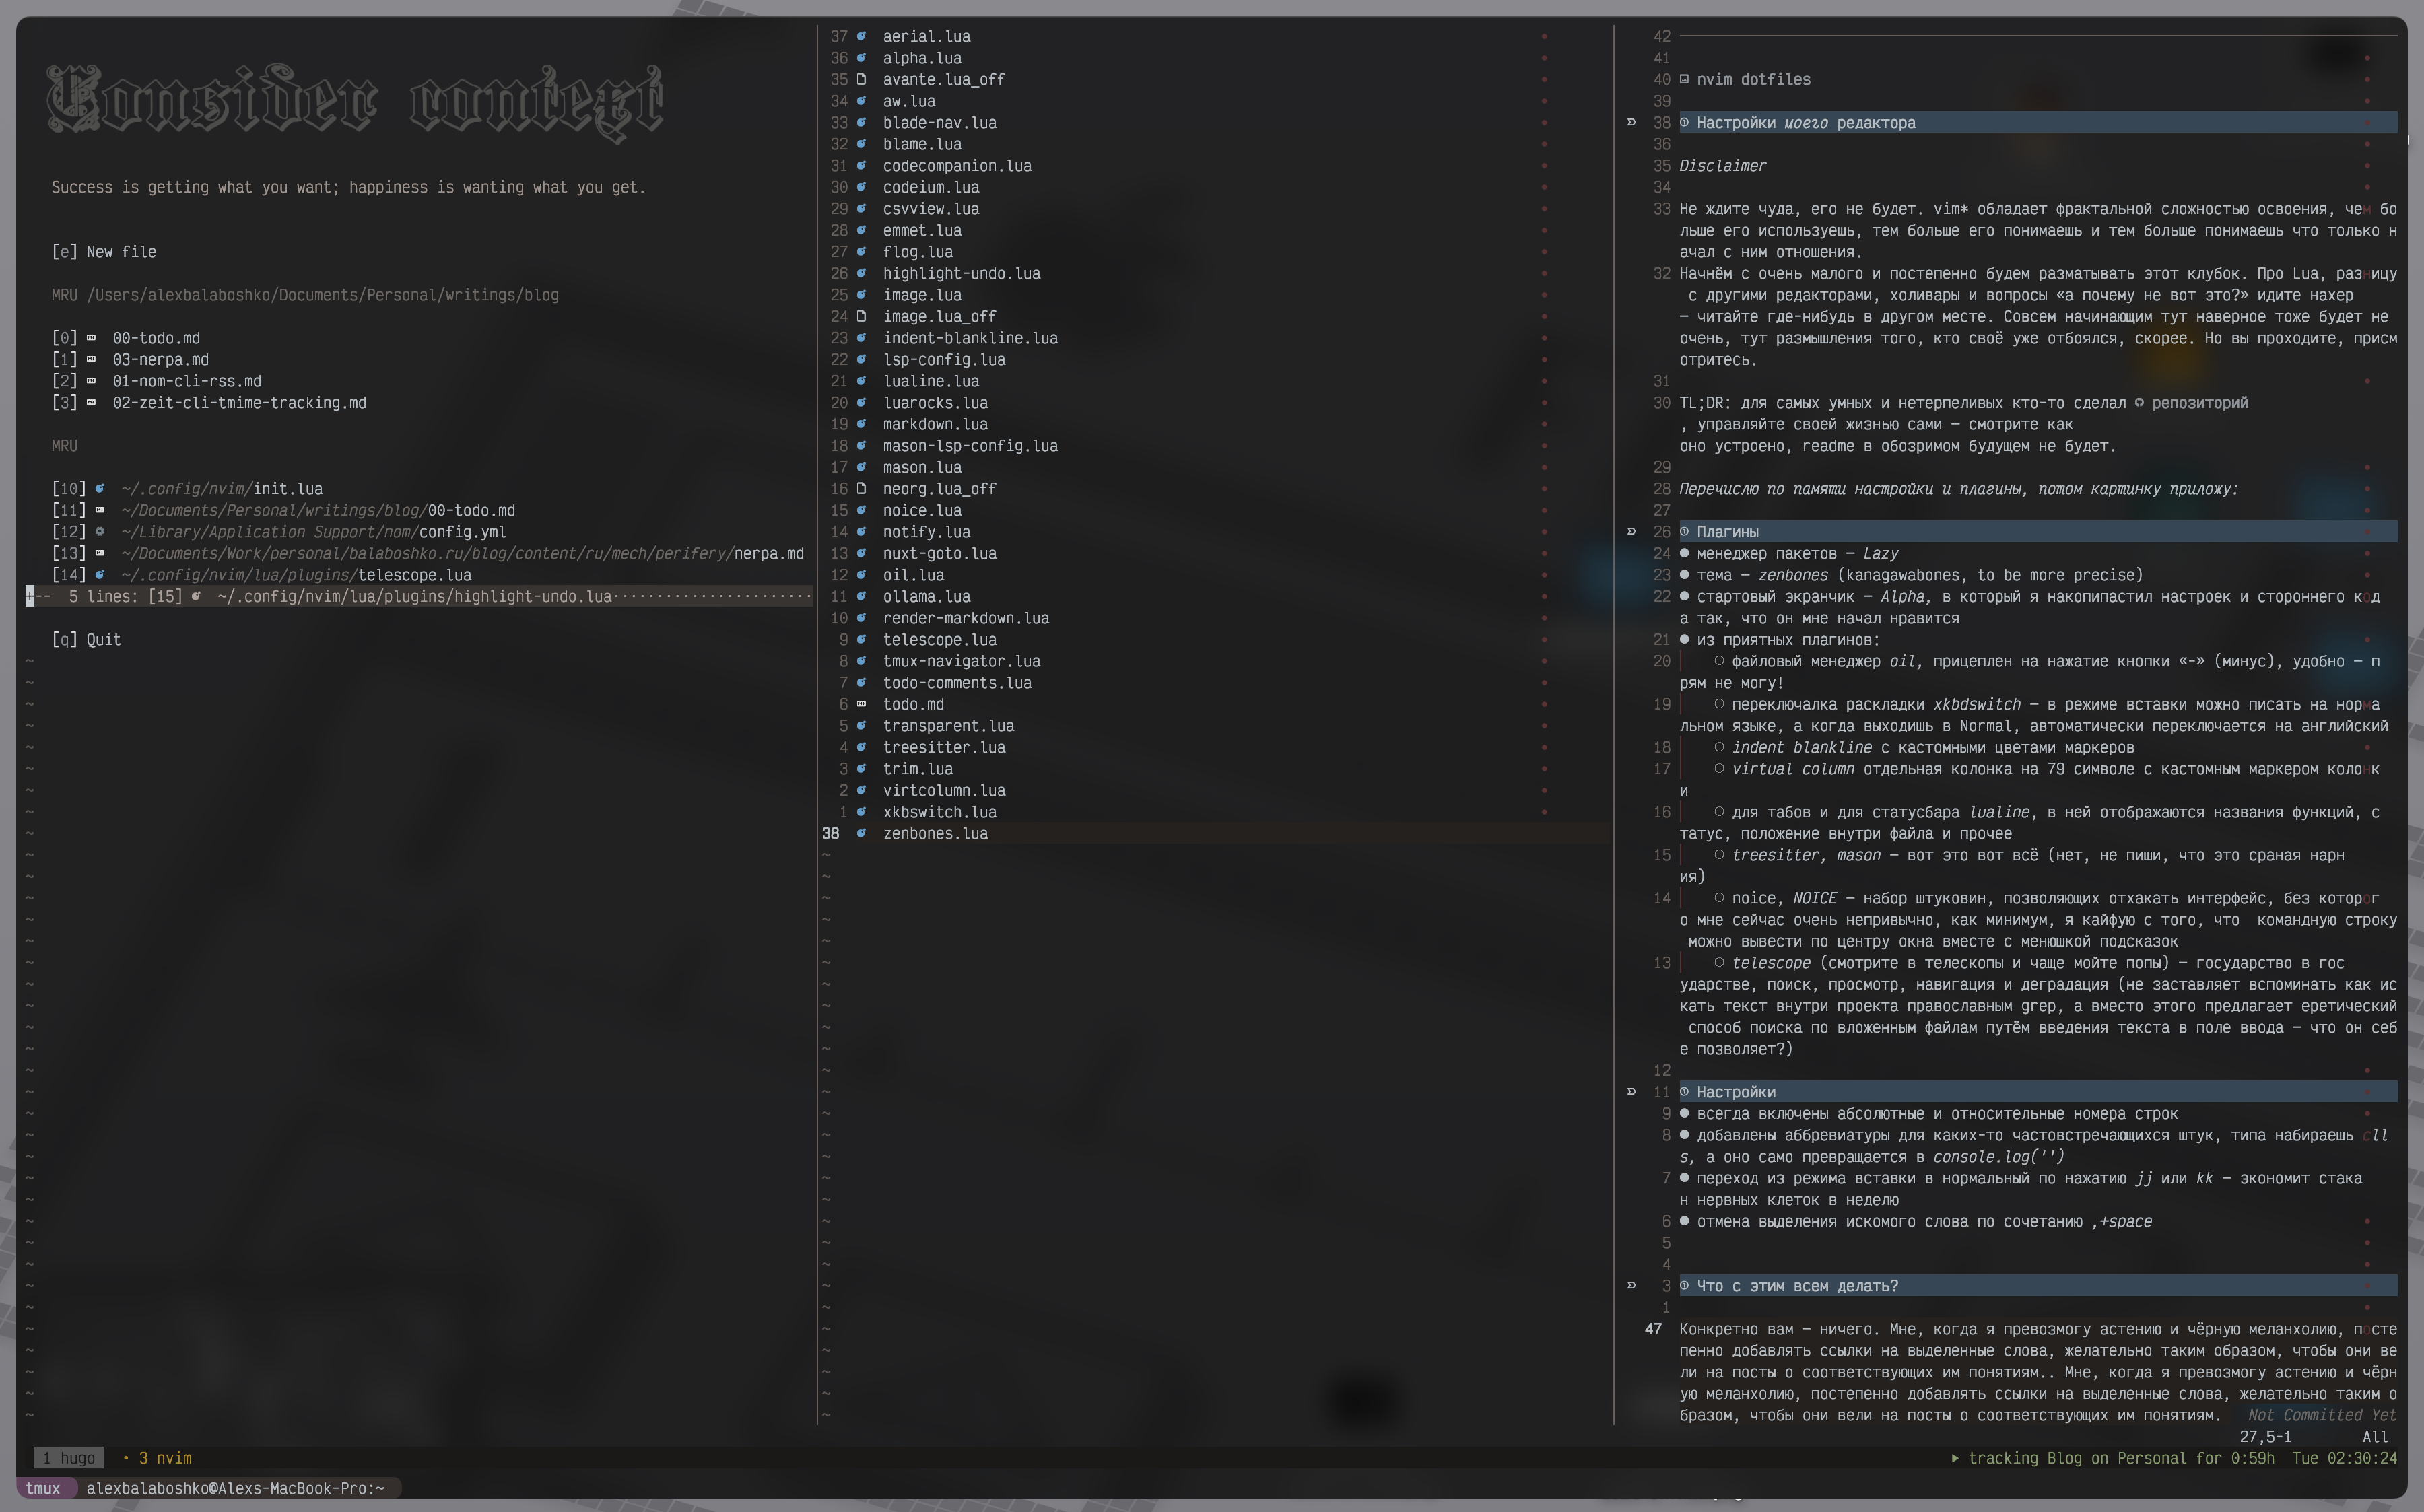 Consider context
Success is getting what you want; happiness is wanting what you get.
[e] New file
MRU /Users/alexbalaboshko/Documents/Personal/writings/blog
[0] 00-todo.md
[1] 03-nerpa.md
[2] 01-nom-cli-rss.md
[3] 02-zeit-cli-tmime-tracking.md
MRU
[10] ~/.config/nvim/init.lua
[11] ~/Documents/Personal/writings/blog/00-todo.md
[12] ~/Library/Application Support/nom/config.yml
[13] ~/Documents/Work/personal/balaboshko.ru/blog/content/ru/mech/perifery/nerpa.md
[14] ~/.config/nvim/lua/plugins/telescope.lua
+-- 5 lines: [15] ~/.config/nvim/lua/plugins/highlight-undo.lua·······················
[q] Quit
37 aerial.lua
36 alpha.lua
35 avante.lua_off
34 aw.lua
33 blade-nav.lua
32 blame.lua
31 codecompanion.lua
30 codeium.lua
29 csvview.lua
28 emmet.lua
27 flog.lua
26 highlight-undo.lua
25 image.lua
24 image.lua_off
23 indent-blankline.lua
22 lsp-config.lua
21 lualine.lua
20 luarocks.lua
19 markdown.lua
18 mason-lsp-config.lua
17 mason.lua
16 neorg.lua_off
15 noice.lua
14 notify.lua
13 nuxt-goto.lua
12 oil.lua
11 ollama.lua
10 render-markdown.lua
9 telescope.lua
8 tmux-navigator.lua
7 todo-comments.lua
6 todo.md
5 transparent.lua
4 treesitter.lua
3 trim.lua
2 virtcolumn.lua
1 xkbswitch.lua
38 zenbones.lua
42
41
40 nvim dotfiles
39
38 Настройки моего редактора
36
35 Disclaimer
34
33 Не ждите чуда, его не будет. vim* обладает фрактальной сложностью освоения, чем бо
льше его используешь, тем больше его понимаешь и тем больше понимаешь что только н
ачал с ним отношения.
32 Начнём с очень малого и постепенно будем разматывать этот клубок. Про Lua, разницу
с другими редакторами, холивары и вопросы «а почему не вот это?» идите нахер
– читайте где-нибудь в другом месте. Совсем начинающим тут наверное тоже будет не
очень, тут размышления того, кто своё уже отбоялся, скорее. Но вы проходите, присм
отритесь.
31
30 TL;DR: для самых умных и нетерпеливых кто-то сделал репозиторий
, управляйте своей жизнью сами – смотрите как
оно устроено, readme в обозримом будущем не будет.
29
28 Перечислю по памяти настройки и плагины, потом картинку приложу:
27
26 Плагины
24 ● менеджер пакетов – Lazy
23 ● тема – zenbones (kanagawabones, to be more precise)
22 ● стартовый экранчик – Alpha, в который я накопипастил настроек и стороннего код
а так, что он мне начал нравится
21 ● из приятных плагинов:
20 ○ файловый менеджер oil, прицеплен на нажатие кнопки «-» (минус), удобно – п
рям не могу!
19 ○ переключалка раскладки xkbdswitch – в режиме вставки можно писать на норма
льном языке, а когда выходишь в Normal, автоматически переключается на английский
18 ○ indent blankline с кастомными цветами маркеров
17 ○ virtual column отдельная колонка на 79 символе с кастомным маркером колонк
и
16 ○ для табов и для статусбара lualine, в ней отображаются названия функций, с
татус, положение внутри файла и прочее
15 ○ treesitter, mason – вот это вот всё (нет, не пиши, что это сраная нарн
ия)
14 ○ noice, NOICE – набор штуковин, позволяющих отхакать интерфейс, без которог
о мне сейчас очень непривычно, как минимум, я кайфую с того, что  командную строку
можно вывести по центру окна вместе с менюшкой подсказок
13 ○ telescope (смотрите в телескопы и чаще мойте попы) – государство в гос
ударстве, поиск, просмотр, навигация и деградация (не заставляет вспоминать как ис
кать текст внутри проекта православным grep, а вместо этого предлагает еретический
способ поиска по вложенным файлам путём введения текста в поле ввода – что он себ
е позволяет?)
12
11 Настройки
9 ● всегда включены абсолютные и относительные номера строк
8 ● добавлены аббревиатуры для каких-то частовстречающихся штук, типа набираешь cll
s, а оно само превращается в console.log('')
7 ● переход из режима вставки в нормальный по нажатию jj или kk – экономит стака
н нервных клеток в неделю
6 ● отмена выделения искомого слова по сочетанию ,+space
5
4
3 Что с этим всем делать?
1
47 Конкретно вам – ничего. Мне, когда я превозмогу астению и чёрную меланхолию, посте
пенно добавлять ссылки на выделенные слова, желательно таким образом, чтобы они ве
ли на посты о соответствующих им понятиям.. Мне, когда я превозмогу астению и чёрн
ую меланхолию, постепенно добавлять ссылки на выделенные слова, желательно таким о
бразом, чтобы они вели на посты о соответствующих им понятиям. Not Committed Yet
27,5-1 All
1 hugo • 3 nvim
tracking Blog on Personal for 0:59h Tue 02:30:24
tmux alexbalaboshko@Alexs-MacBook-Pro:~